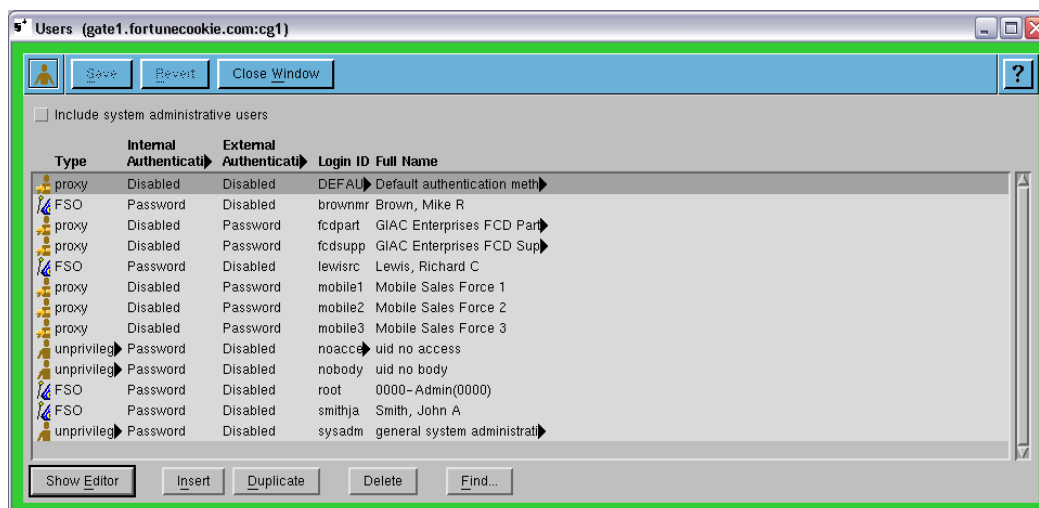 Users (gate1.fortunecookie.com:cg1)
Save Revert Close Window ?
Include system administrative users
Internal External
Type Authenticati Authenticati Login ID Full Name
proxy Disabled Disabled DEFAU Default authentication meth
FSO Password Disabled brownmr Brown, Mike R
proxy Disabled Password fcdpart GIAC Enterprises FCD Part
proxy Disabled Password fcdsupp GIAC Enterprises FCD Sup
FSO Password Disabled lewisrc Lewis, Richard C
proxy Disabled Password mobile1 Mobile Sales Force 1
proxy Disabled Password mobile2 Mobile Sales Force 2
proxy Disabled Password mobile3 Mobile Sales Force 3
unprivileg Password Disabled noacce uid no access
unprivileg Password Disabled nobody uid no body
FSO Password Disabled root 0000-Admin(0000)
FSO Password Disabled smithja Smith, John A
unprivileg Password Disabled sysadm general system administrati
Show Editor Insert Duplicate Delete Find...